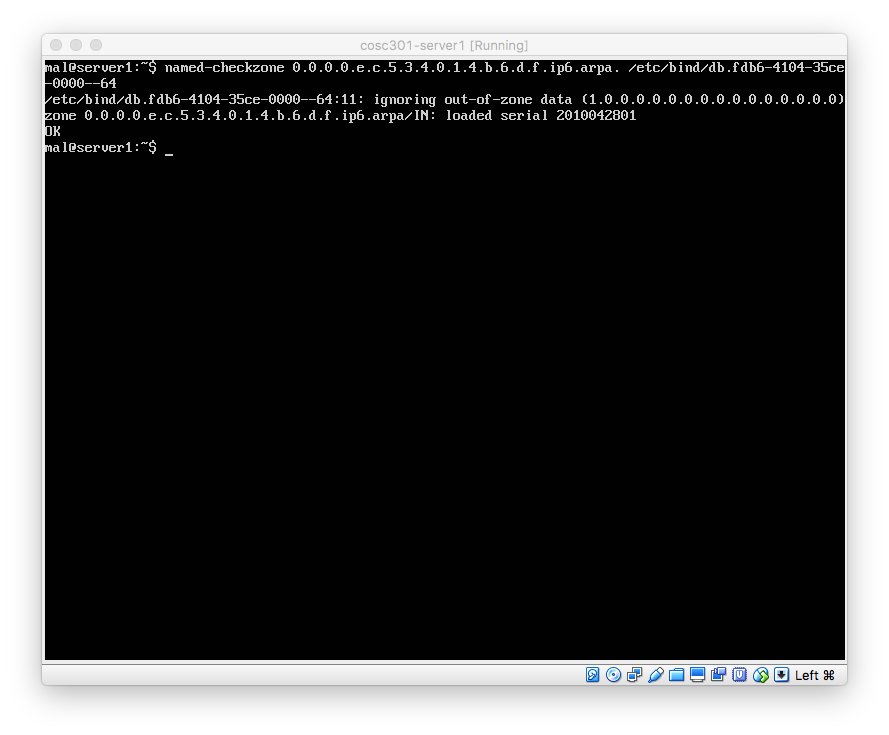 cosc301-server1 [Running]
mal@server1:~$ named-checkzone 0.0.0.0.e.c.5.3.4.0.1.4.b.6.d.f.ip6.arpa. /etc/bind/db.fdb6-4104-35ce
-0000--64
/etc/bind/db.fdb6-4104-35ce-0000--64:11: ignoring out-of-zone data (1.0.0.0.0.0.0.0.0.0.0.0.0.0.0.0)
zone 0.0.0.0.e.c.5.3.4.0.1.4.b.6.d.f.ip6.arpa/IN: loaded serial 2010042801
OK
mal@server1:~$ _
Left ⌘